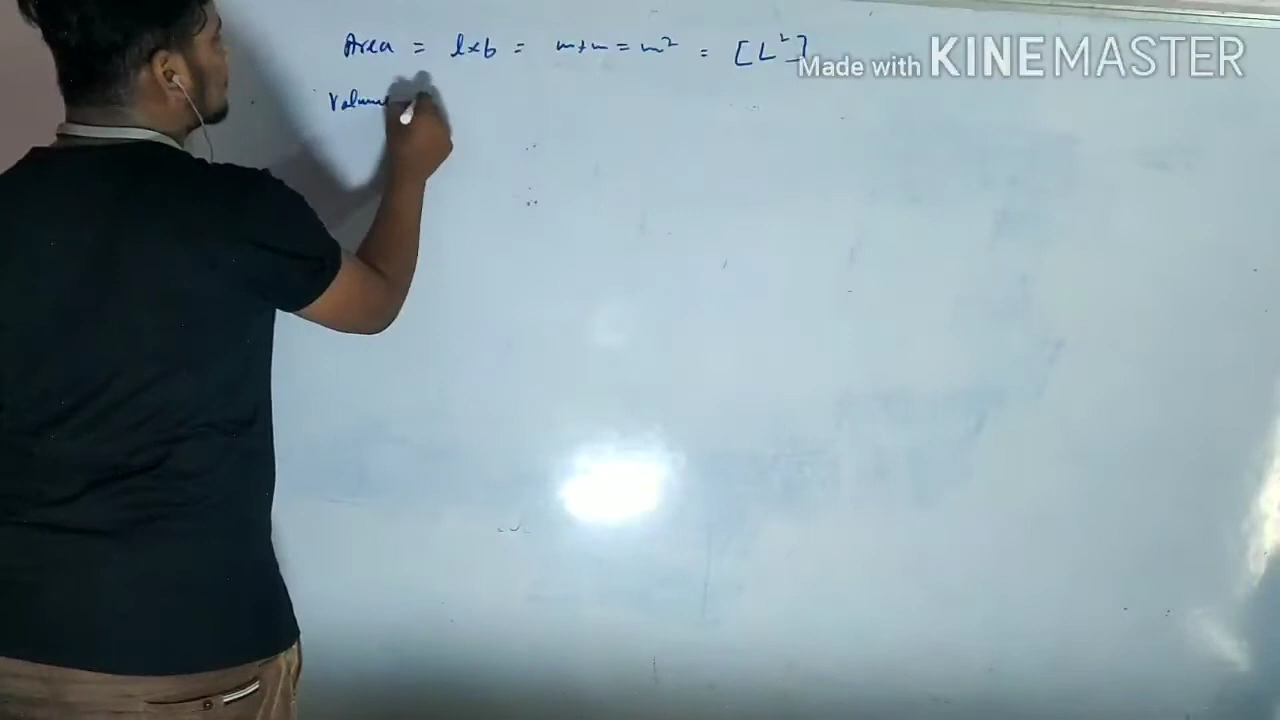 Area = l×b = m×m = m² = [L²]
Made with KINEMASTER
Volume